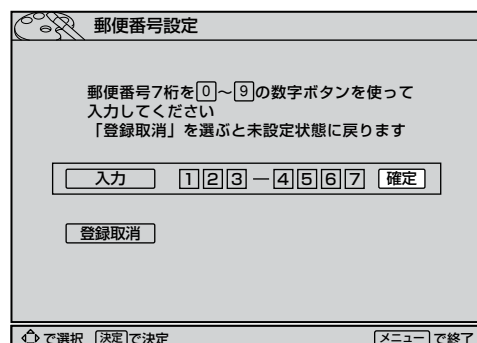 郵便番号設定
郵便番号7桁を0～9の数字ボタンを使って
入力してください
「登録取消」を選ぶと未設定状態に戻ります
入力 123－4567 確定
登録取消
で選択 決定で決定 メニューで終了